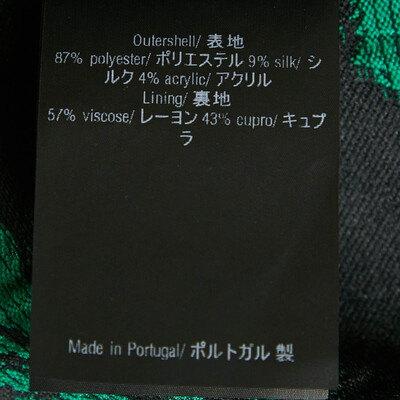 Outershell/ 表地
87% polyester/ ポリエステル 9% silk/ シ
ルク 4% acrylic/ アクリル
Lining/ 裏地
57% viscose/ レーヨン 43% cupro/ キュプ
ラ
Made in Portugal/ ポルトガル 製